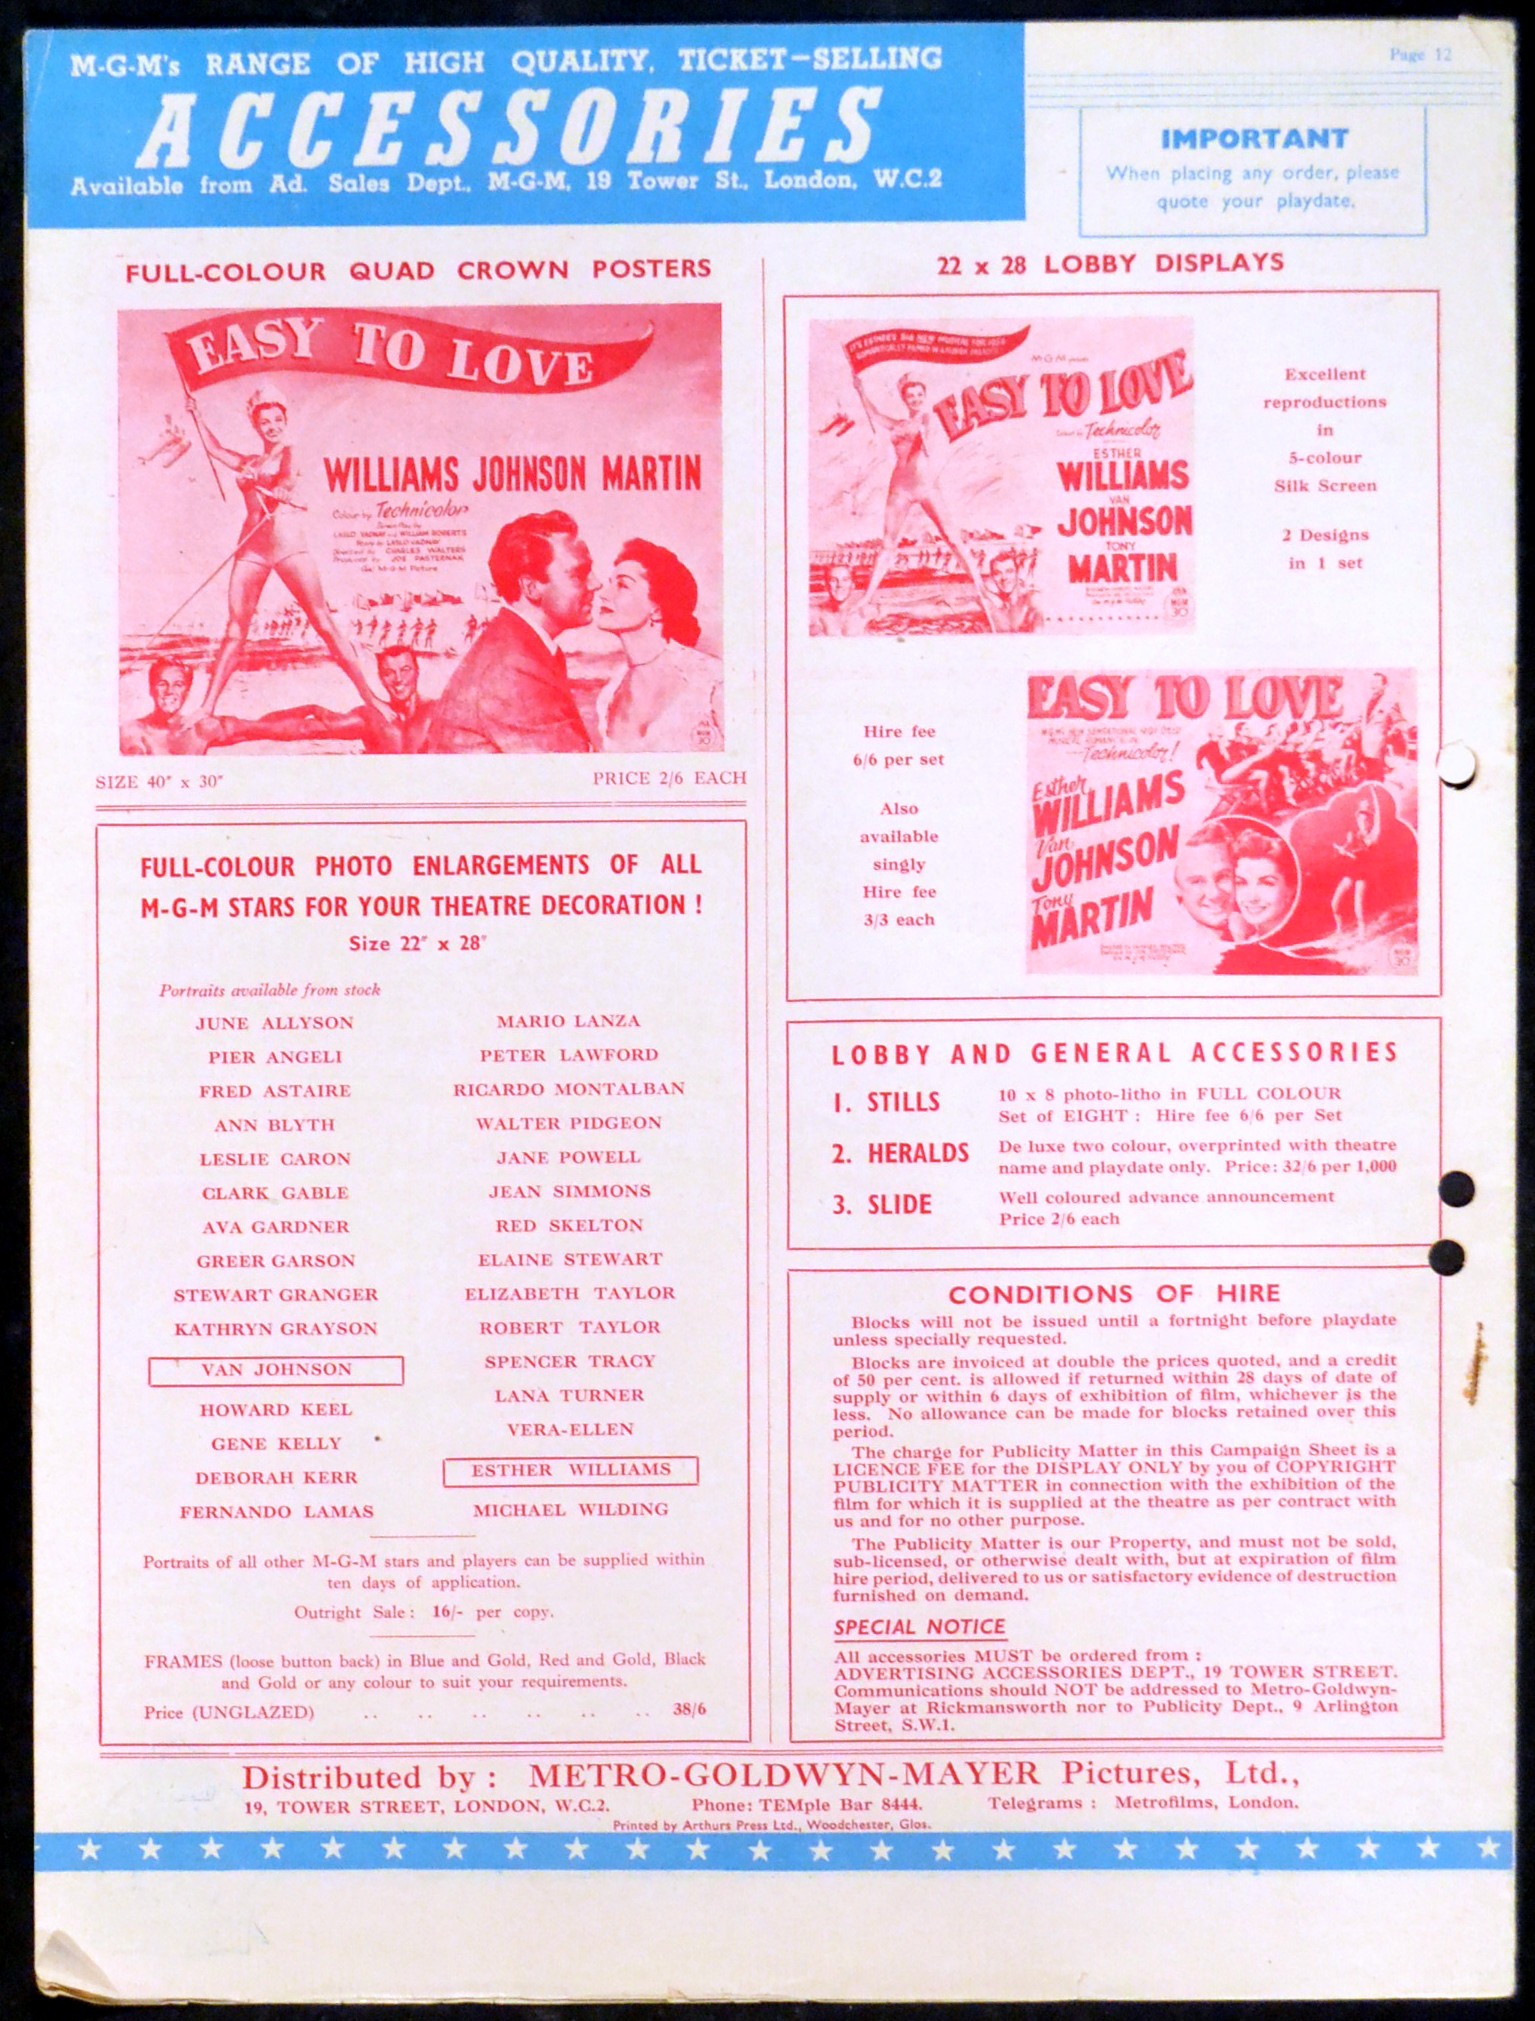 M-G-M's RANGE OF HIGH QUALITY, TICKET-SELLING
ACCESSORIES
Available from Ad. Sales Dept., M-G-M, 19 Tower St., London, W.C.2
Page 12
IMPORTANT
When placing any order, please
quote your playdate.
FULL-COLOUR QUAD CROWN POSTERS
EASY TO LOVE
WILLIAMS JOHNSON MARTIN
Colour by Technicolor
LASLO VADNAY and WILLIAM ROBERTS
Directed by CHARLES WALTERS
Produced by JOE PASTERNAK
An M-G-M Picture
SIZE 40" x 30"
PRICE 2/6 EACH
FULL-COLOUR PHOTO ENLARGEMENTS OF ALL
M-G-M STARS FOR YOUR THEATRE DECORATION !
Size 22" x 28"
Portraits available from stock
JUNE ALLYSON
PIER ANGELI
FRED ASTAIRE
ANN BLYTH
LESLIE CARON
CLARK GABLE
AVA GARDNER
GREER GARSON
STEWART GRANGER
KATHRYN GRAYSON
VAN JOHNSON
HOWARD KEEL
GENE KELLY
DEBORAH KERR
FERNANDO LAMAS
MARIO LANZA
PETER LAWFORD
RICARDO MONTALBAN
WALTER PIDGEON
JANE POWELL
JEAN SIMMONS
RED SKELTON
ELAINE STEWART
ELIZABETH TAYLOR
ROBERT TAYLOR
SPENCER TRACY
LANA TURNER
VERA-ELLEN
ESTHER WILLIAMS
MICHAEL WILDING
Portraits of all other M-G-M stars and players can be supplied within
ten days of application.
Outright Sale : 16/- per copy.
FRAMES (loose button back) in Blue and Gold, Red and Gold, Black
and Gold or any colour to suit your requirements.
Price (UNGLAZED) .. .. .. .. .. .. 38/6
22 x 28 LOBBY DISPLAYS
M-G-M presents
EASY TO LOVE
Technicolor
ESTHER
WILLIAMS
VAN
JOHNSON
TONY
MARTIN
Excellent
reproductions
in
5-colour
Silk Screen
2 Designs
in 1 set
Hire fee
6/6 per set
Also
available
singly
Hire fee
3/3 each
EASY TO LOVE
Technicolor!
Esther
WILLIAMS
Van
JOHNSON
Tony
MARTIN
LOBBY AND GENERAL ACCESSORIES
1. STILLS 10 x 8 photo-litho in FULL COLOUR
Set of EIGHT : Hire fee 6/6 per Set
2. HERALDS De luxe two colour, overprinted with theatre
name and playdate only. Price: 32/6 per 1,000
3. SLIDE Well coloured advance announcement
Price 2/6 each
CONDITIONS OF HIRE
Blocks will not be issued until a fortnight before playdate
unless specially requested.
Blocks are invoiced at double the prices quoted, and a credit
of 50 per cent. is allowed if returned within 28 days of date of
supply or within 6 days of exhibition of film, whichever is the
less. No allowance can be made for blocks retained over this
period.
The charge for Publicity Matter in this Campaign Sheet is a
LICENCE FEE for the DISPLAY ONLY by you of COPYRIGHT
PUBLICITY MATTER in connection with the exhibition of the
film for which it is supplied at the theatre as per contract with
us and for no other purpose.
The Publicity Matter is our Property, and must not be sold,
sub-licensed, or otherwise dealt with, but at expiration of film
hire period, delivered to us or satisfactory evidence of destruction
furnished on demand.
SPECIAL NOTICE
All accessories MUST be ordered from :
ADVERTISING ACCESSORIES DEPT., 19 TOWER STREET.
Communications should NOT be addressed to Metro-Goldwyn-
Mayer at Rickmansworth nor to Publicity Dept., 9 Arlington
Street, S.W.1.
Distributed by : METRO-GOLDWYN-MAYER Pictures, Ltd.,
19, TOWER STREET, LONDON, W.C.2. Phone: TEMple Bar 8444. Telegrams : Metrofilms, London.
Printed by Arthurs Press Ltd., Woodchester, Glos.